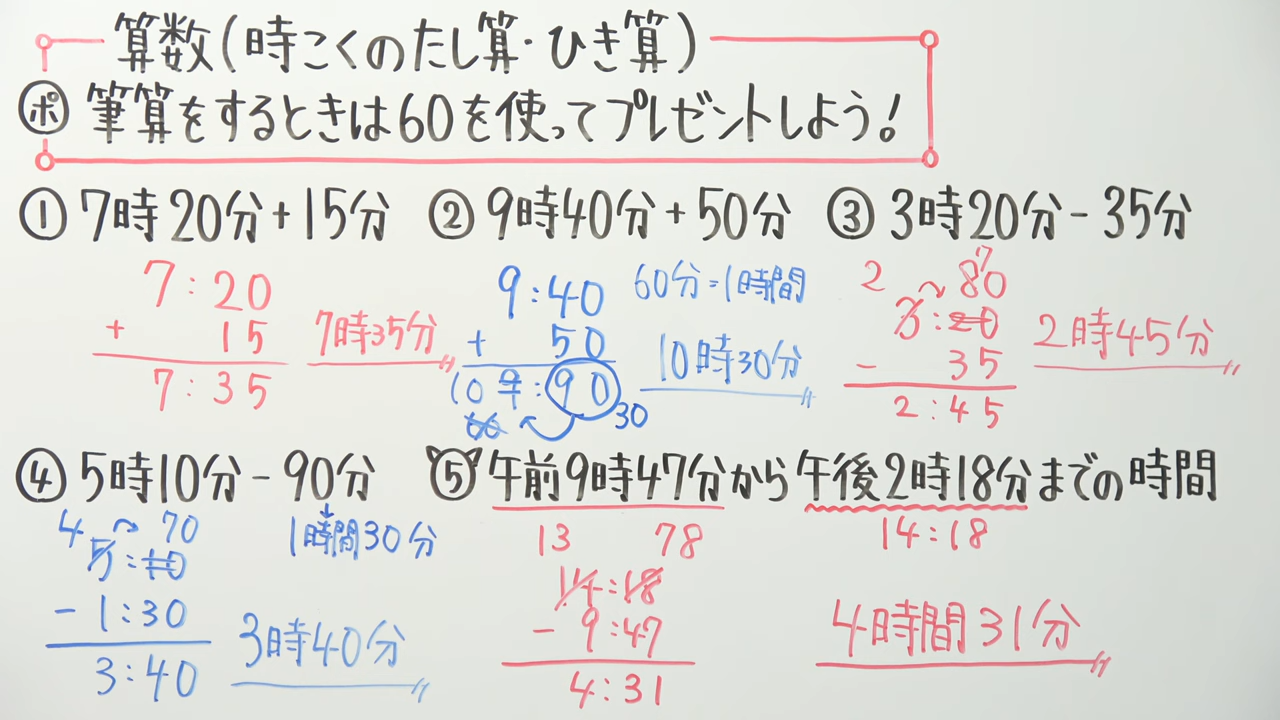 算数(時こくのたし算・ひき算)
ポ 筆算をするときは60を使ってプレゼントしよう!
① 7時20分+15分
7:20
+ 15
7:35
7時35分
② 9時40分+50分
9:40
+ 50
10 9:90
60 30
60分=1時間
10時30分
③ 3時20分-35分
2 7
80
3:20
- 35
2:45
2時45分
④ 5時10分-90分
1時間30分
4 70
5:10
- 1:30
3:40
3時40分
⑤ 午前9時47分から午後2時18分までの時間
14:18
13 78
14:18
- 9:47
4:31
4時間31分